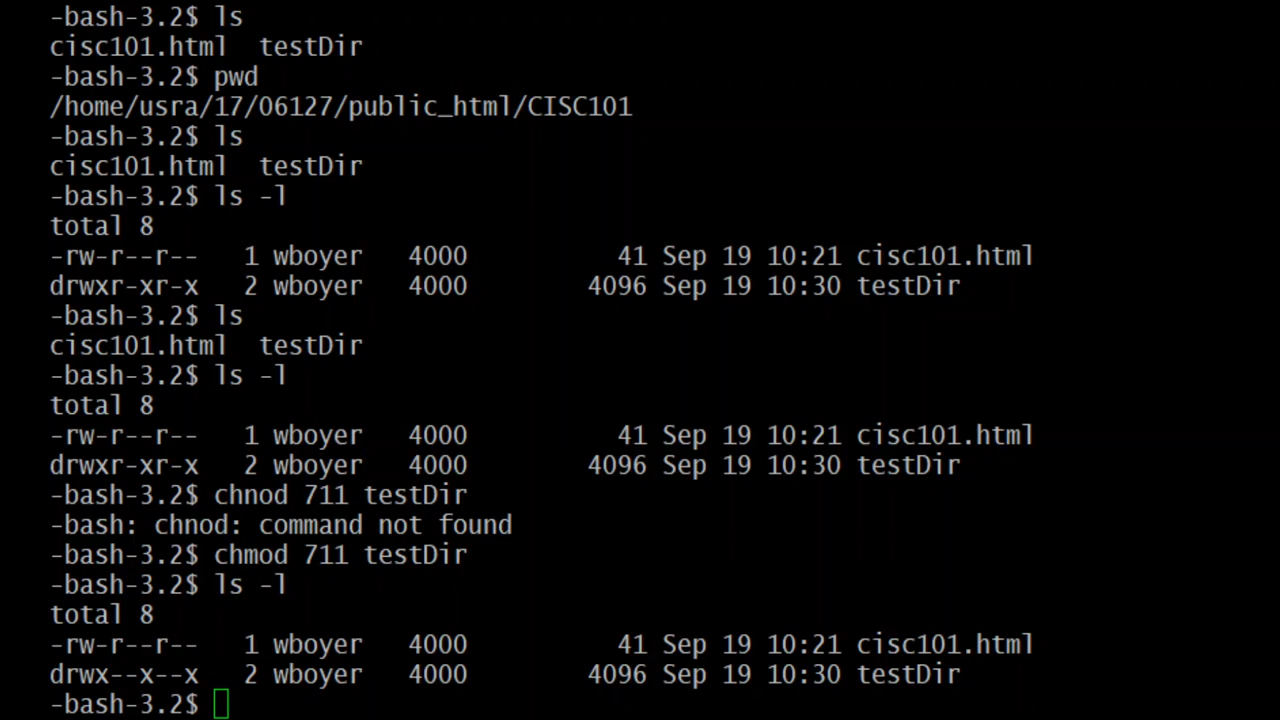 -bash-3.2$ ls
cisc101.html  testDir
-bash-3.2$ pwd
/home/usra/17/06127/public_html/CISC101
-bash-3.2$ ls
cisc101.html  testDir
-bash-3.2$ ls -l
total 8
-rw-r--r--   1 wboyer   4000          41 Sep 19 10:21 cisc101.html
drwxr-xr-x   2 wboyer   4000        4096 Sep 19 10:30 testDir
-bash-3.2$ ls
cisc101.html  testDir
-bash-3.2$ ls -l
total 8
-rw-r--r--   1 wboyer   4000          41 Sep 19 10:21 cisc101.html
drwxr-xr-x   2 wboyer   4000        4096 Sep 19 10:30 testDir
-bash-3.2$ chnod 711 testDir
-bash: chnod: command not found
-bash-3.2$ chmod 711 testDir
-bash-3.2$ ls -l
total 8
-rw-r--r--   1 wboyer   4000          41 Sep 19 10:21 cisc101.html
drwx--x--x   2 wboyer   4000        4096 Sep 19 10:30 testDir
-bash-3.2$